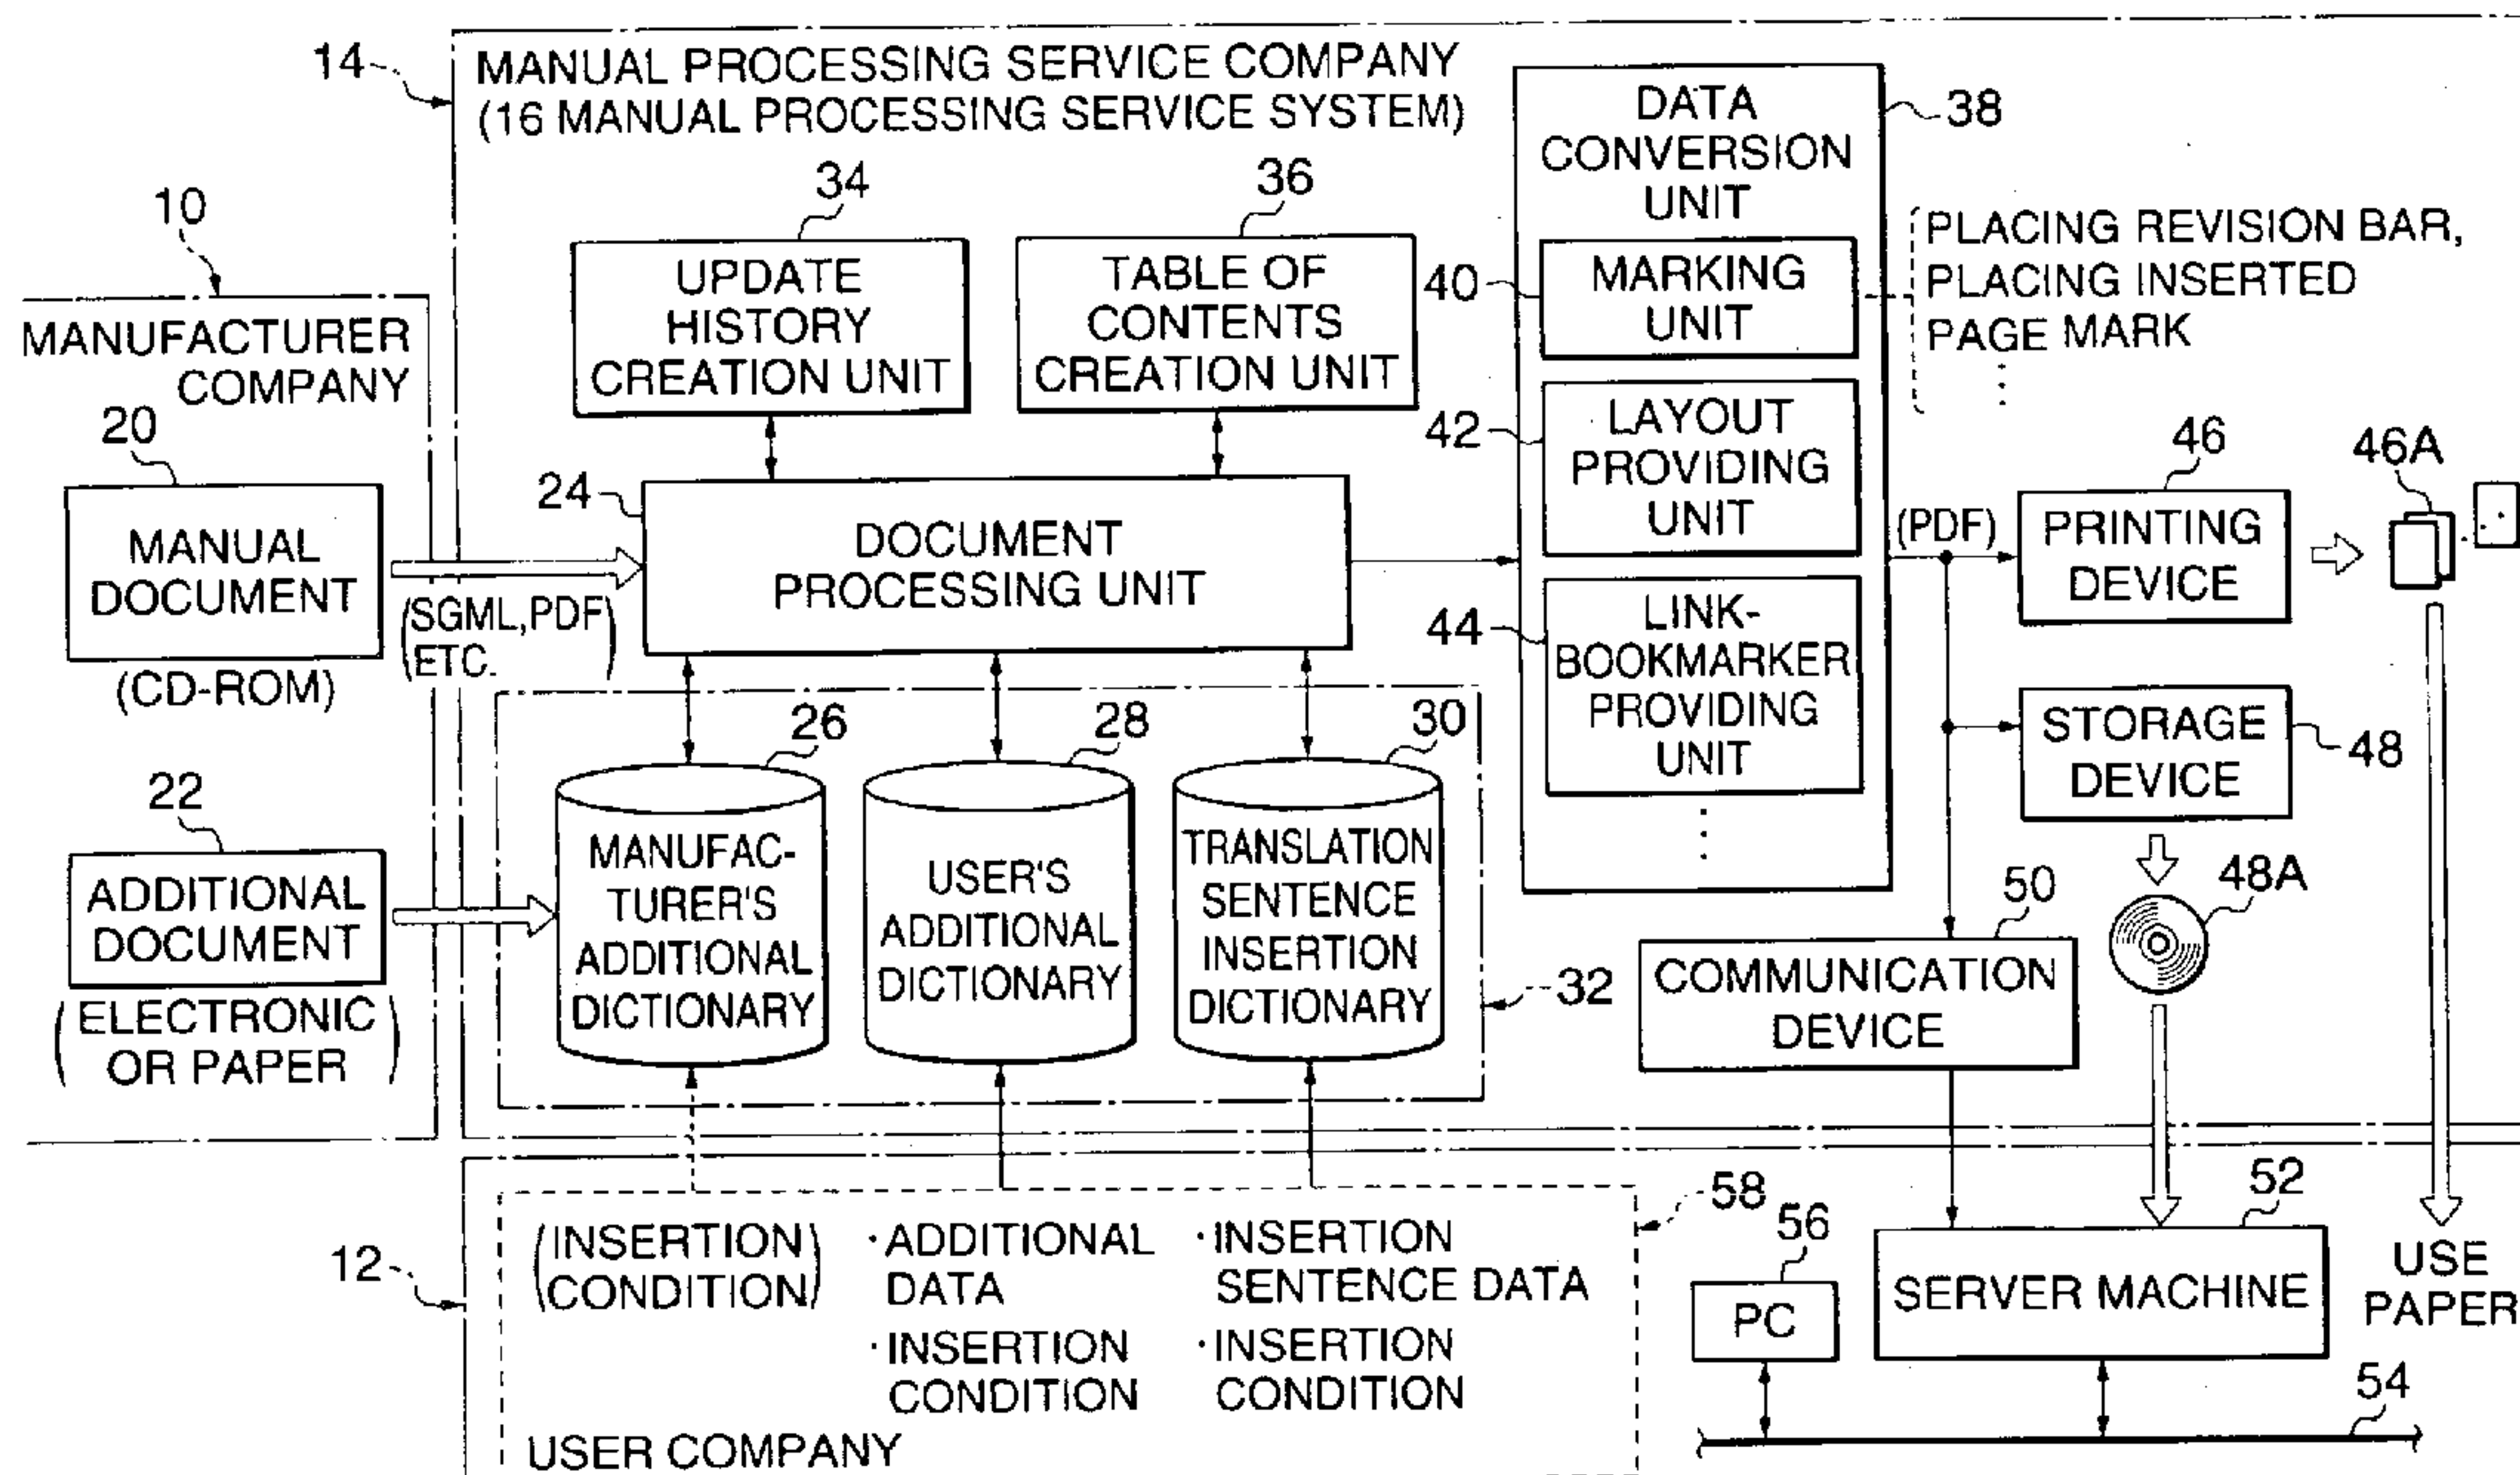 14
MANUAL PROCESSING SERVICE COMPANY
(16 MANUAL PROCESSING SERVICE SYSTEM)
10
MANUFACTURER
COMPANY
20
MANUAL
DOCUMENT
(CD-ROM)
(SGML,PDF
ETC.)
22
ADDITIONAL
DOCUMENT
(ELECTRONIC
OR PAPER)
34
UPDATE
HISTORY
CREATION UNIT
36
TABLE OF
CONTENTS
CREATION UNIT
24
DOCUMENT
PROCESSING UNIT
26
MANUFAC-
TURER'S
ADDITIONAL
DICTIONARY
28
USER'S
ADDITIONAL
DICTIONARY
30
TRANSLATION
SENTENCE
INSERTION
DICTIONARY
32
DATA
CONVERSION
UNIT
38
40
MARKING
UNIT
PLACING REVISION BAR,
PLACING INSERTED
PAGE MARK
42
LAYOUT
PROVIDING
UNIT
44
LINK-
BOOKMARKER
PROVIDING
UNIT
(PDF)
46
PRINTING
DEVICE
46A
STORAGE
DEVICE
48
48A
50
COMMUNICATION
DEVICE
12
(INSERTION
CONDITION)
·ADDITIONAL
DATA
·INSERTION
CONDITION
·INSERTION
SENTENCE DATA
·INSERTION
CONDITION
58
USER COMPANY
56
PC
52
SERVER MACHINE
USE
PAPER
54